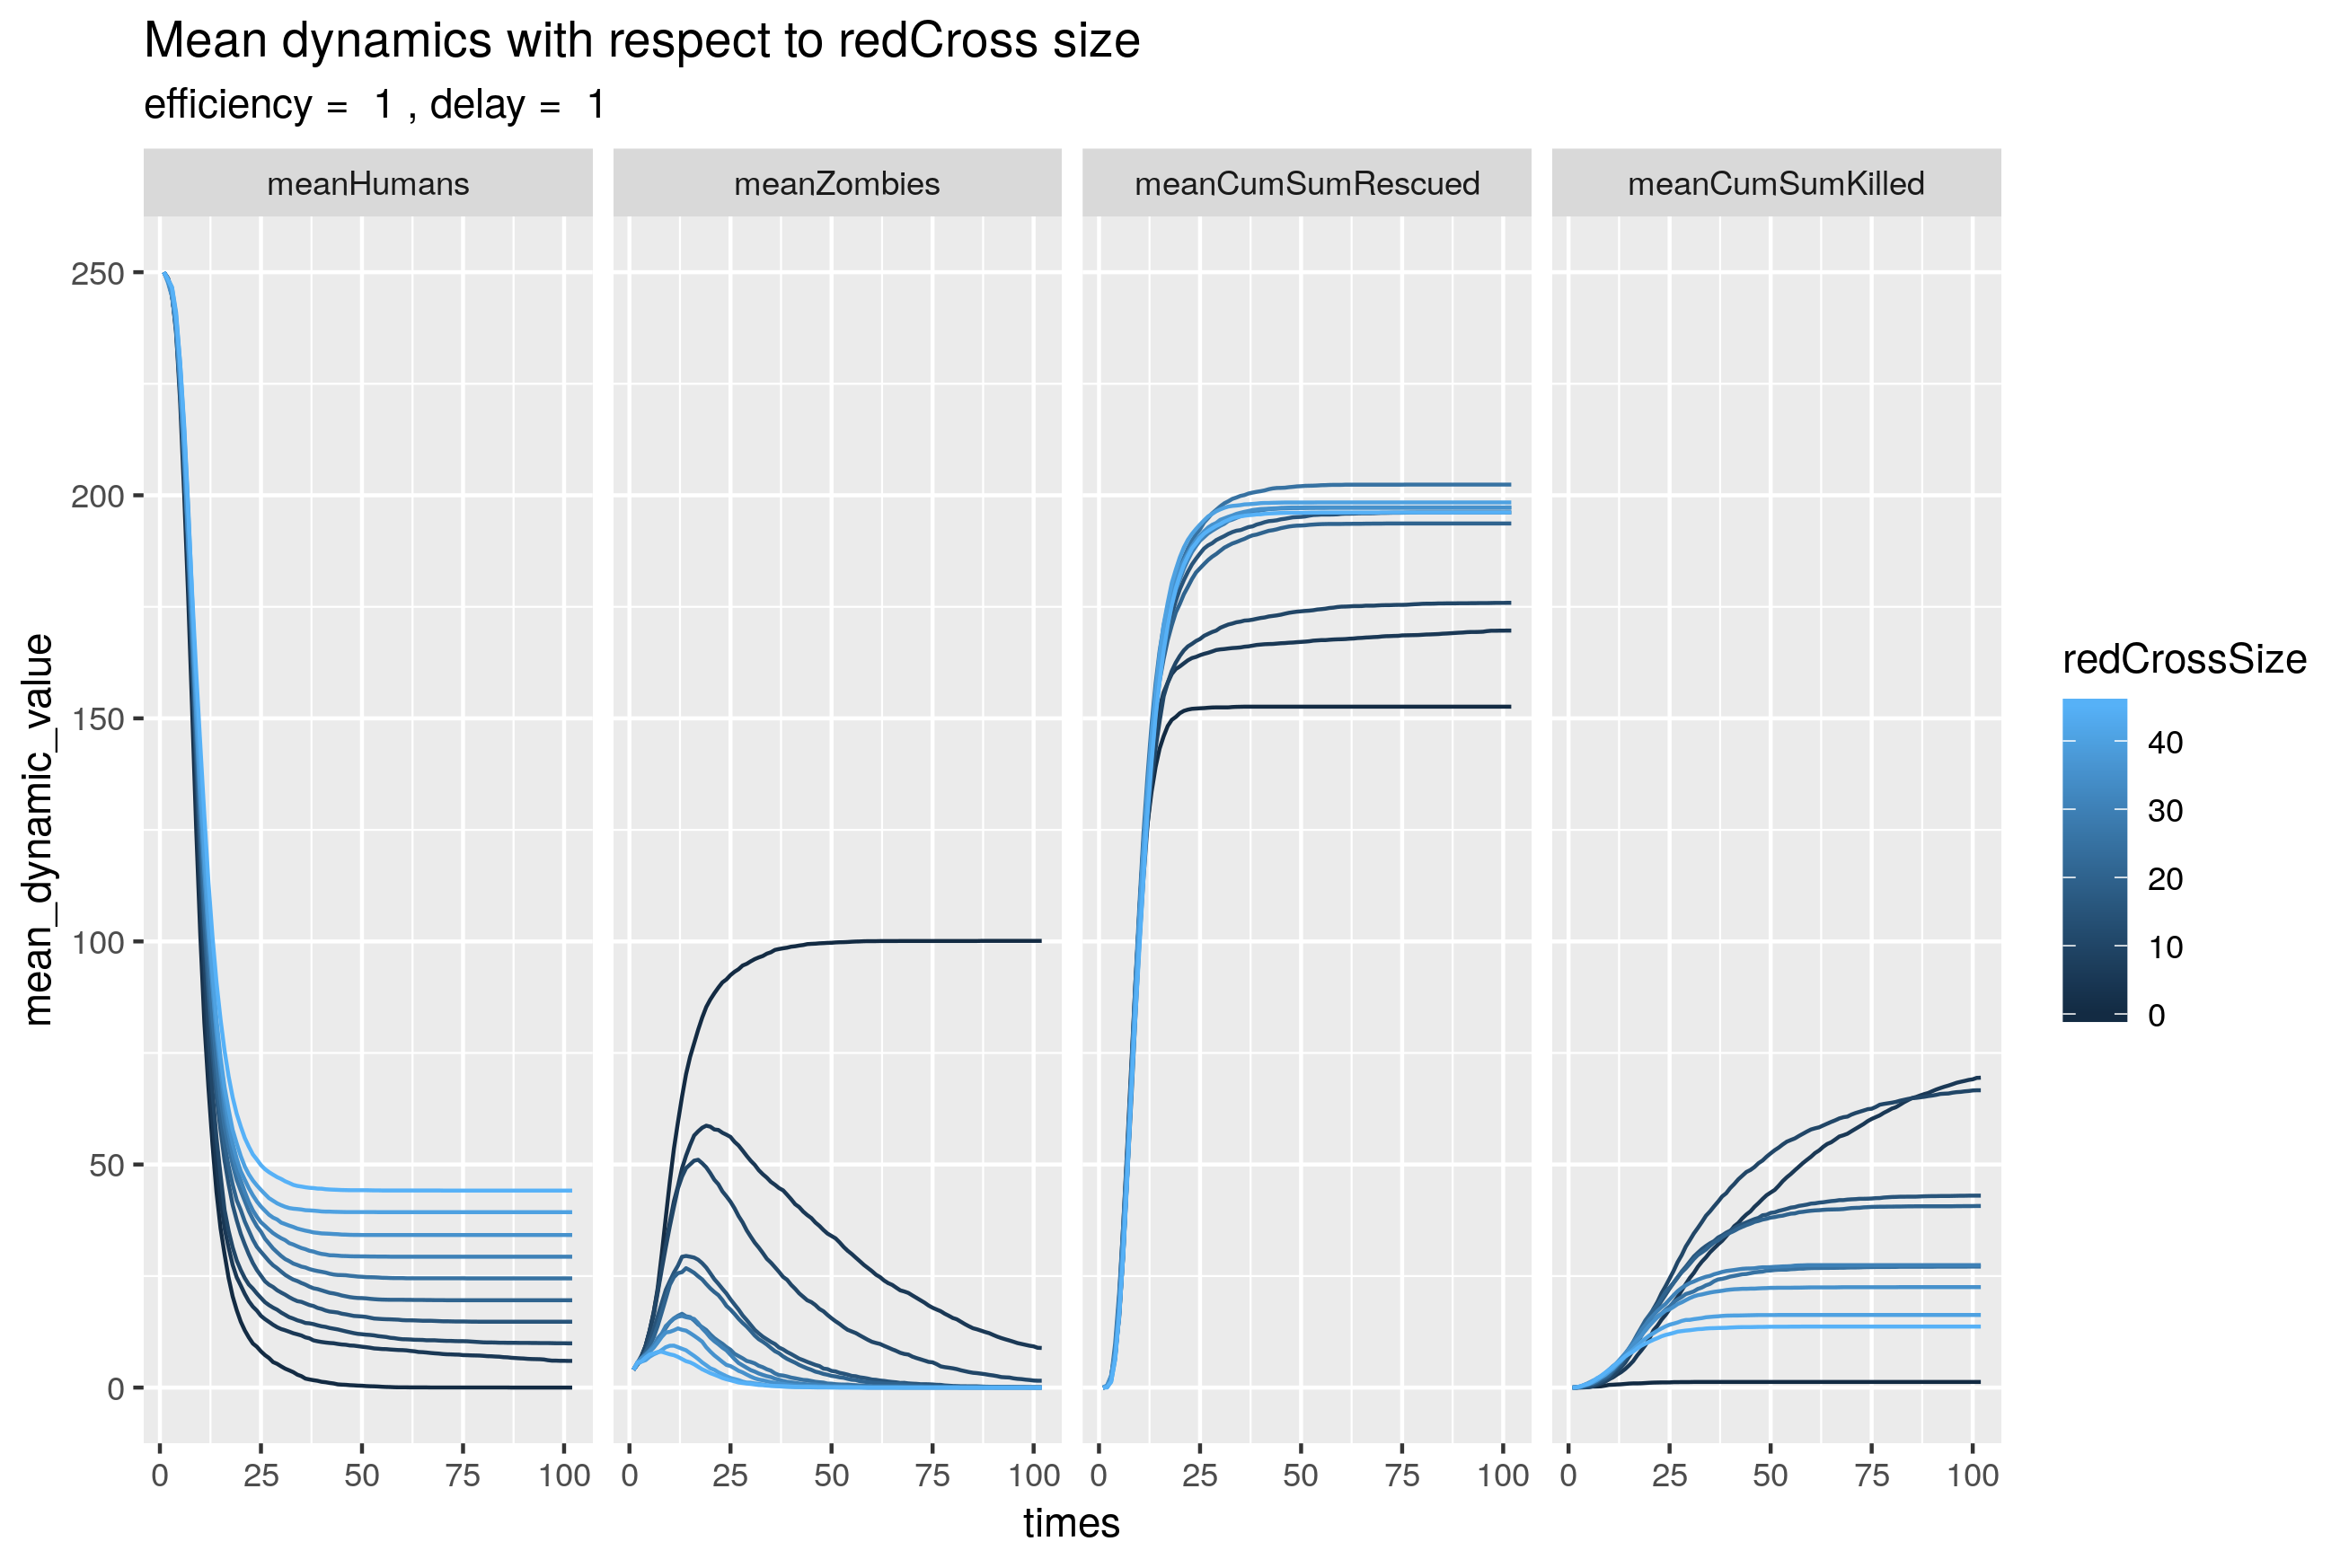 Mean dynamics with respect to redCross size
efficiency =  1 , delay =  1
meanHumans
meanZombies
meanCumSumRescued
meanCumSumKilled
mean_dynamic_value
250
200
150
100
50
0
0 25 50 75 100
0 25 50 75 100
0 25 50 75 100
0 25 50 75 100
times
redCrossSize
40
30
20
10
0